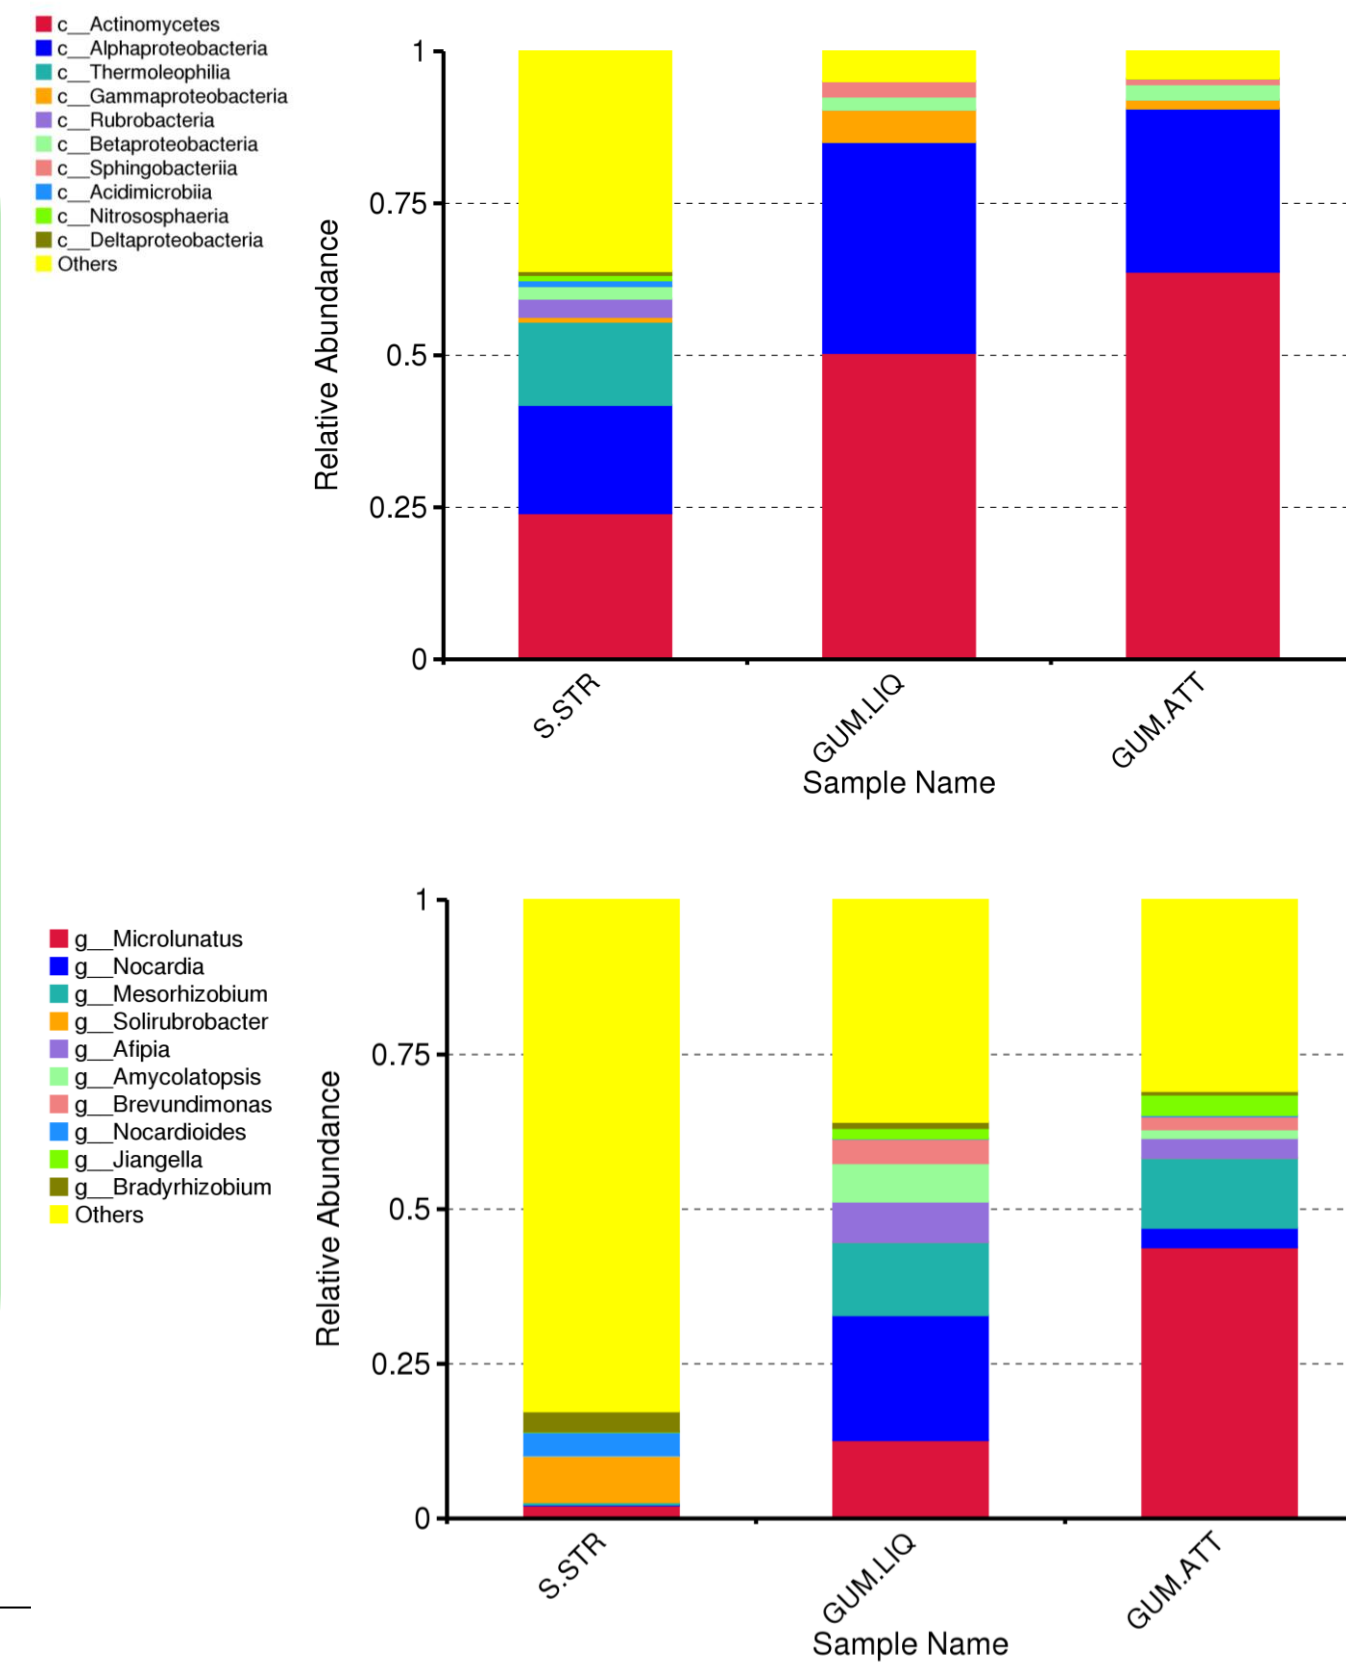 c__Actinomycetes
c__Alphaproteobacteria
c__Thermoleophilia
c__Gammaproteobacteria
c__Rubrobacteria
c__Betaproteobacteria
c__Sphingobacteriia
c__Acidimicrobiia
c__Nitrososphaeria
c__Deltaproteobacteria
Others
Relative Abundance
1
0.75
0.5
0.25
0
S.STR
GUM.LIQ
GUM.ATT
Sample Name
g__Microlunatus
g__Nocardia
g__Mesorhizobium
g__Solirubrobacter
g__Afipia
g__Amycolatopsis
g__Brevundimonas
g__Nocardioides
g__Jiangella
g__Bradyrhizobium
Others
Relative Abundance
1
0.75
0.5
0.25
0
S.STR
GUM.LIQ
GUM.ATT
Sample Name